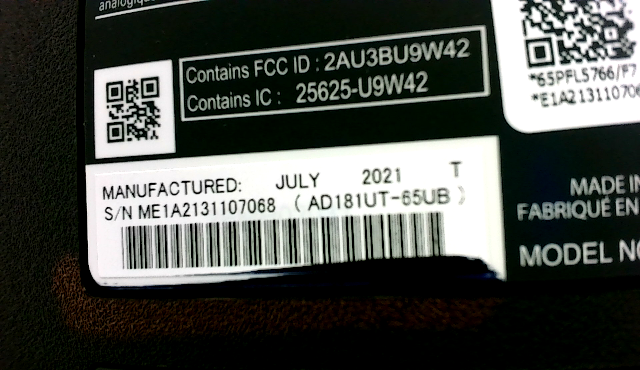 analogique
Contains FCC ID : 2AU3BU9W42
Contains IC : 25625-U9W42
*65PFL5766/F7
*E1A21311070
MANUFACTURED: JULY 2021 T
S/N ME1A2131107068 ( AD181UT-65UB )
MADE IN
FABRIQUÉ EN
MODEL NO